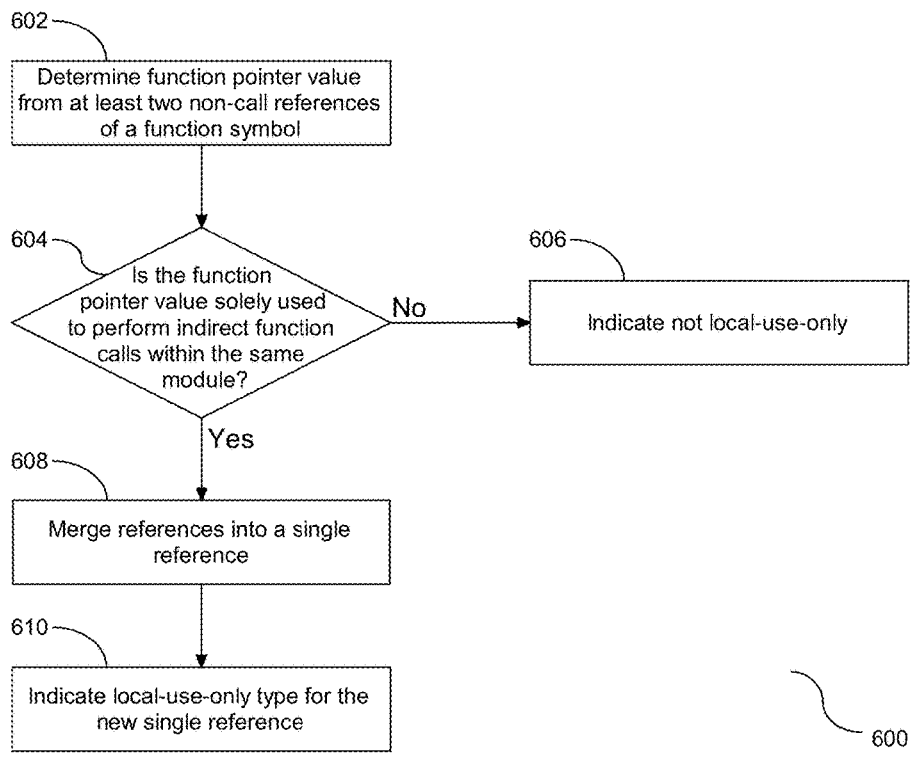 602
Determine function pointer value
from at least two non-call references
of a function symbol
604
Is the function
pointer value solely used
to perform indirect function
calls within the same
module?
No
606
Indicate not local-use-only
Yes
608
Merge references into a single
reference
610
Indicate local-use-only type for the
new single reference
600